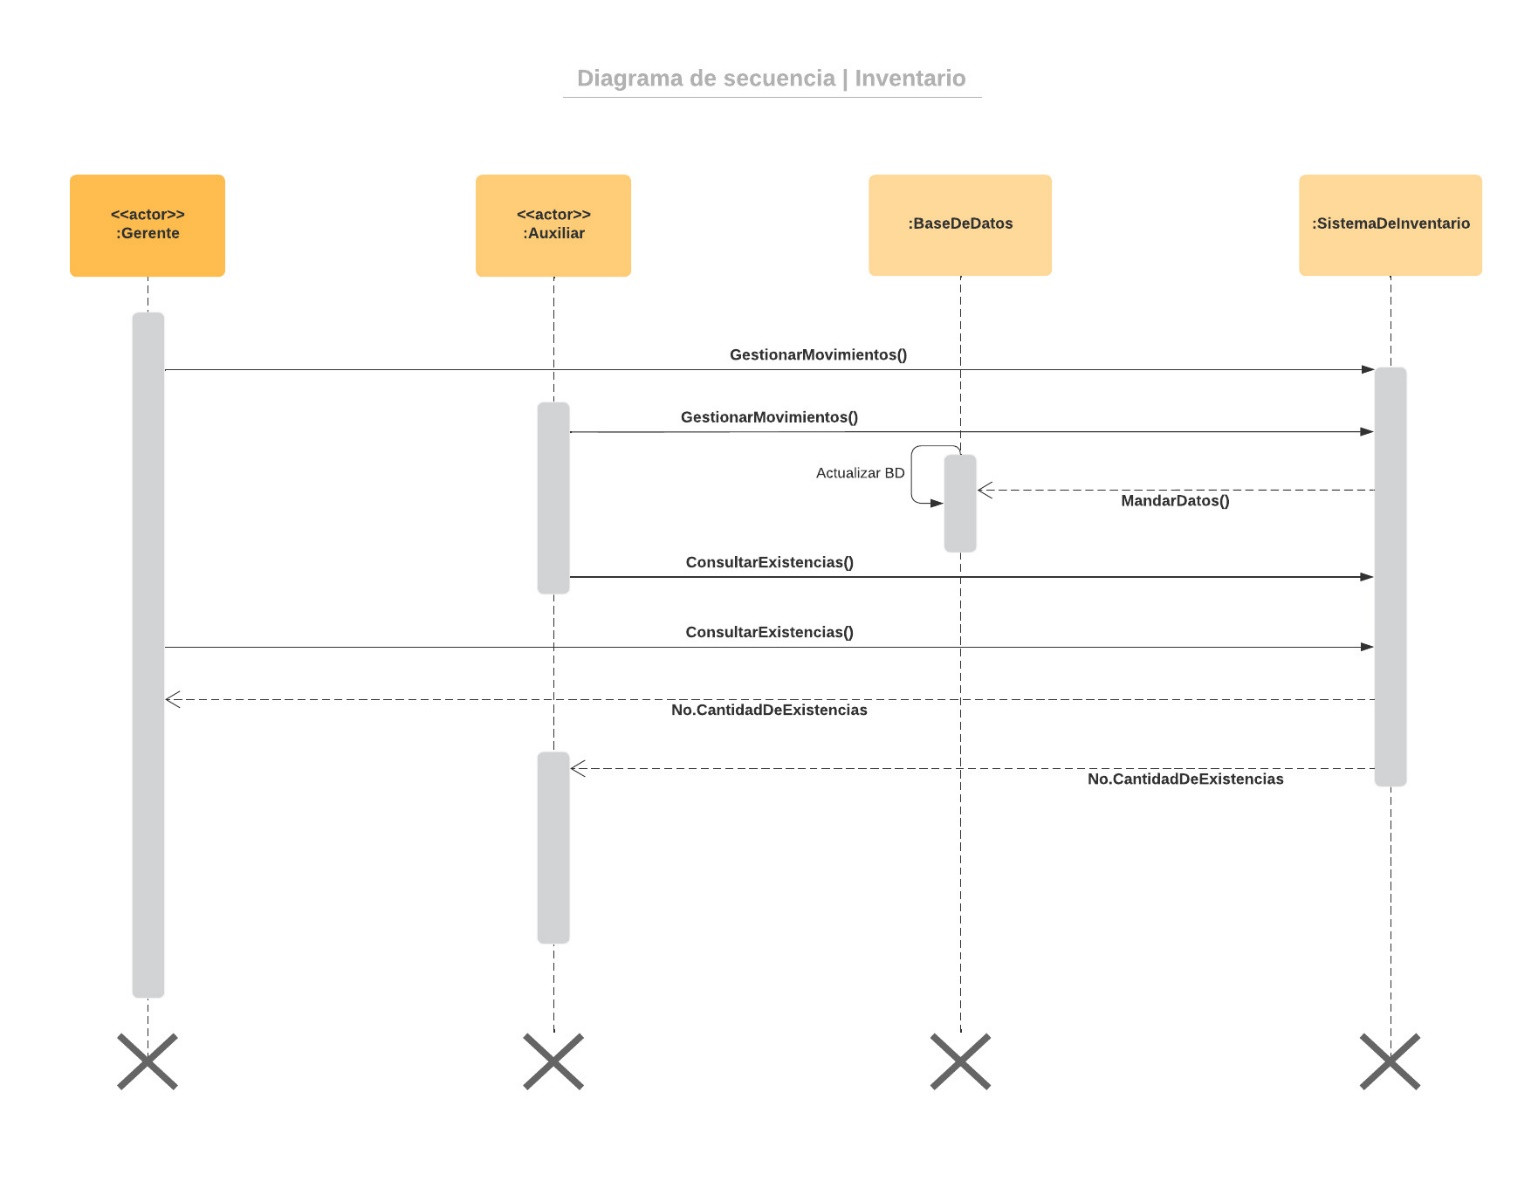 Diagrama de secuencia | Inventario
<<actor>>
:Gerente
<<actor>>
:Auxiliar
:BaseDeDatos
:SistemaDeInventario
GestionarMovimientos()
GestionarMovimientos()
Actualizar BD
MandarDatos()
ConsultarExistencias()
ConsultarExistencias()
No.CantidadDeExistencias
No.CantidadDeExistencias